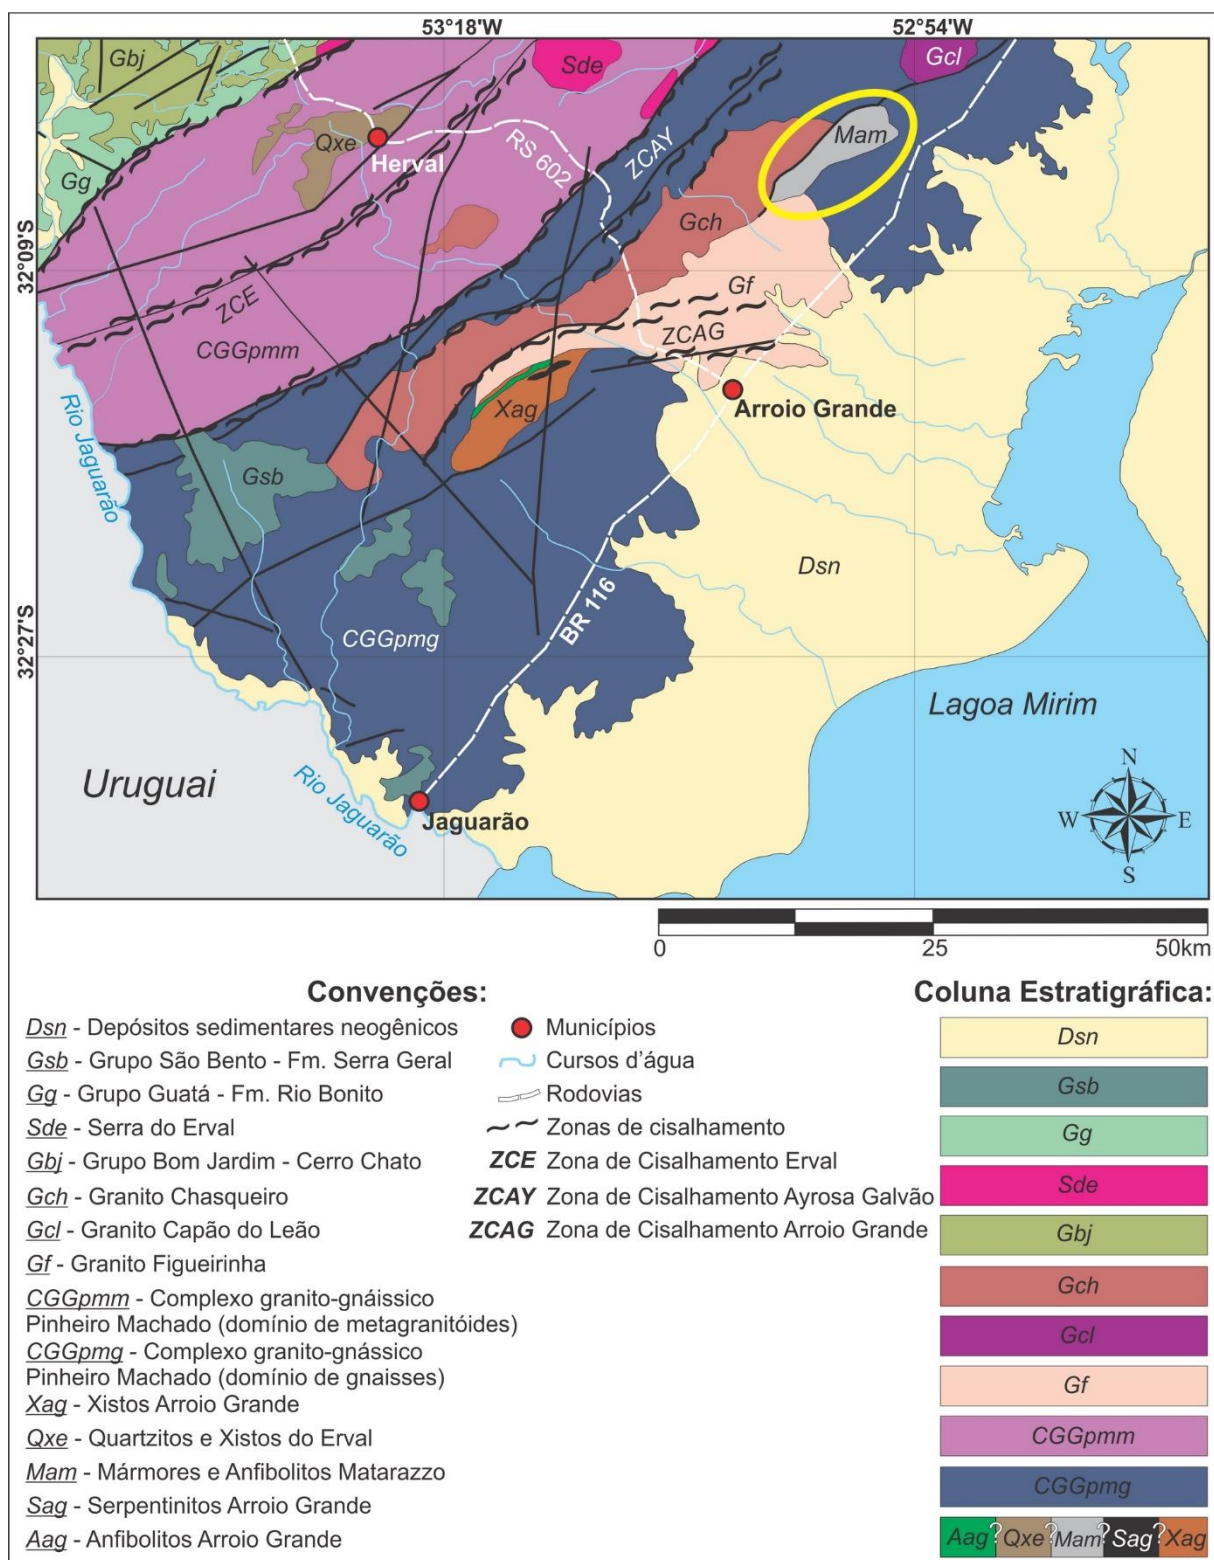 53°18'W
52°54'W
Gbj
Sde
Gcl
Qxe
Herval
RS 602
ZCAY
Mam
Gg
Gch
32°09'S
ZCE
Gf
CGGpmm
ZCAG
Xag
Arroio Grande
Rio Jaguarão
Gsb
Dsn
BR 116
CGGpmg
32°27'S
Lagoa Mirim
Uruguai
Rio Jaguarão
Jaguarão
N
W
E
S
0 25 50km
Convenções:
Dsn - Depósitos sedimentares neogênicos
Gsb - Grupo São Bento - Fm. Serra Geral
Gg - Grupo Guatá - Fm. Rio Bonito
Sde - Serra do Erval
Gbj - Grupo Bom Jardim - Cerro Chato
Gch - Granito Chasqueiro
Gcl - Granito Capão do Leão
Gf - Granito Figueirinha
CGGpmm - Complexo granito-gnáissico
Pinheiro Machado (domínio de metagranitóides)
CGGpmg - Complexo granito-gnássico
Pinheiro Machado (domínio de gnaisses)
Xag - Xistos Arroio Grande
Qxe - Quartzitos e Xistos do Erval
Mam - Mármores e Anfibolitos Matarazzo
Sag - Serpentinitos Arroio Grande
Aag - Anfibolitos Arroio Grande
Municípios
Cursos d'água
Rodovias
Zonas de cisalhamento
ZCE Zona de Cisalhamento Erval
ZCAY Zona de Cisalhamento Ayrosa Galvão
ZCAG Zona de Cisalhamento Arroio Grande
Coluna Estratigráfica:
Dsn
Gsb
Gg
Sde
Gbj
Gch
Gcl
Gf
CGGpmm
CGGpmg
Aag ? Qxe ? Mam ? Sag ? Xag